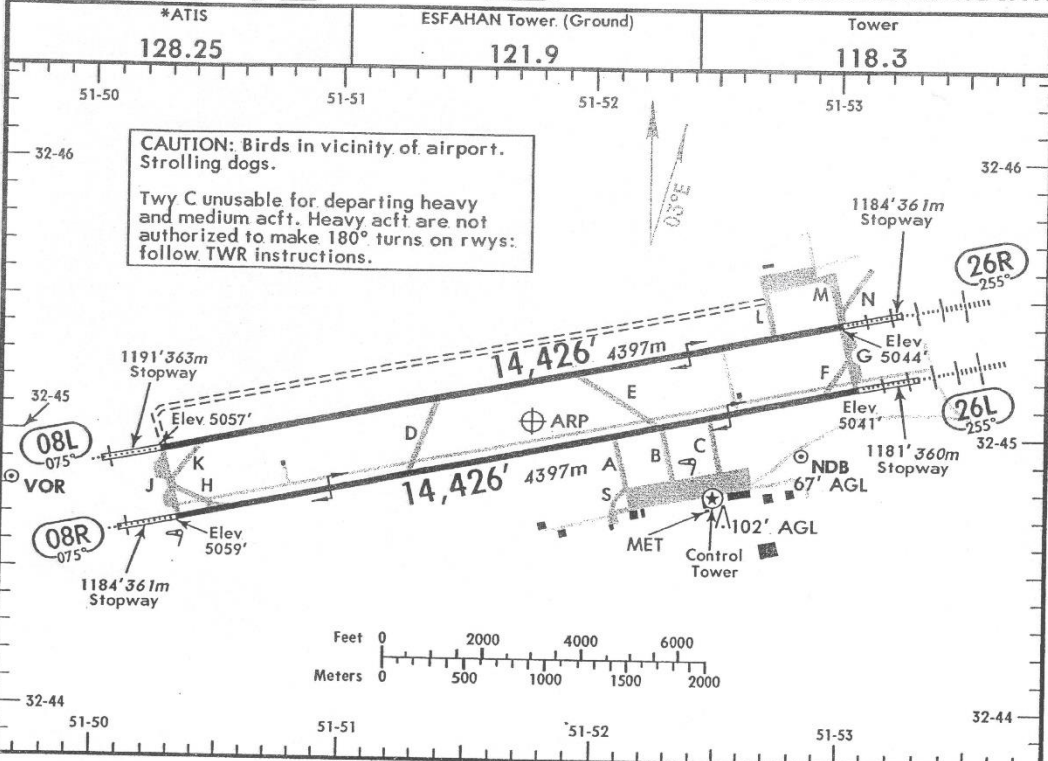 *ATIS
128.25
ESFAHAN Tower (Ground)
121.9
Tower
118.3
51-50
51-51
51-52
51-53
32-46
32-46
CAUTION: Birds in vicinity of airport.
Strolling dogs.
Twy C unusable for departing heavy
and medium acft. Heavy acft are not
authorized to make 180° turns on rwys:
follow TWR instructions.
03°E
1184' 361m
Stopway
26R
255°
M
N
L
Elev
5044'
G
14,426' 4397m
1191' 363m
Stopway
F
E
32-45
Elev 5057'
Elev
5041'
26L
255°
08L
075°
D
ARP
32-45
K
A
B
C
1181' 360m
Stopway
VOR
J
H
14,426' 4397m
NDB
67' AGL
S
08R
075°
Elev
5059'
102' AGL
MET
Control
Tower
1184' 361m
Stopway
Feet 0 2000 4000 6000
Meters 0 500 1000 1500 2000
32-44
32-44
51-50
51-51
51-52
51-53